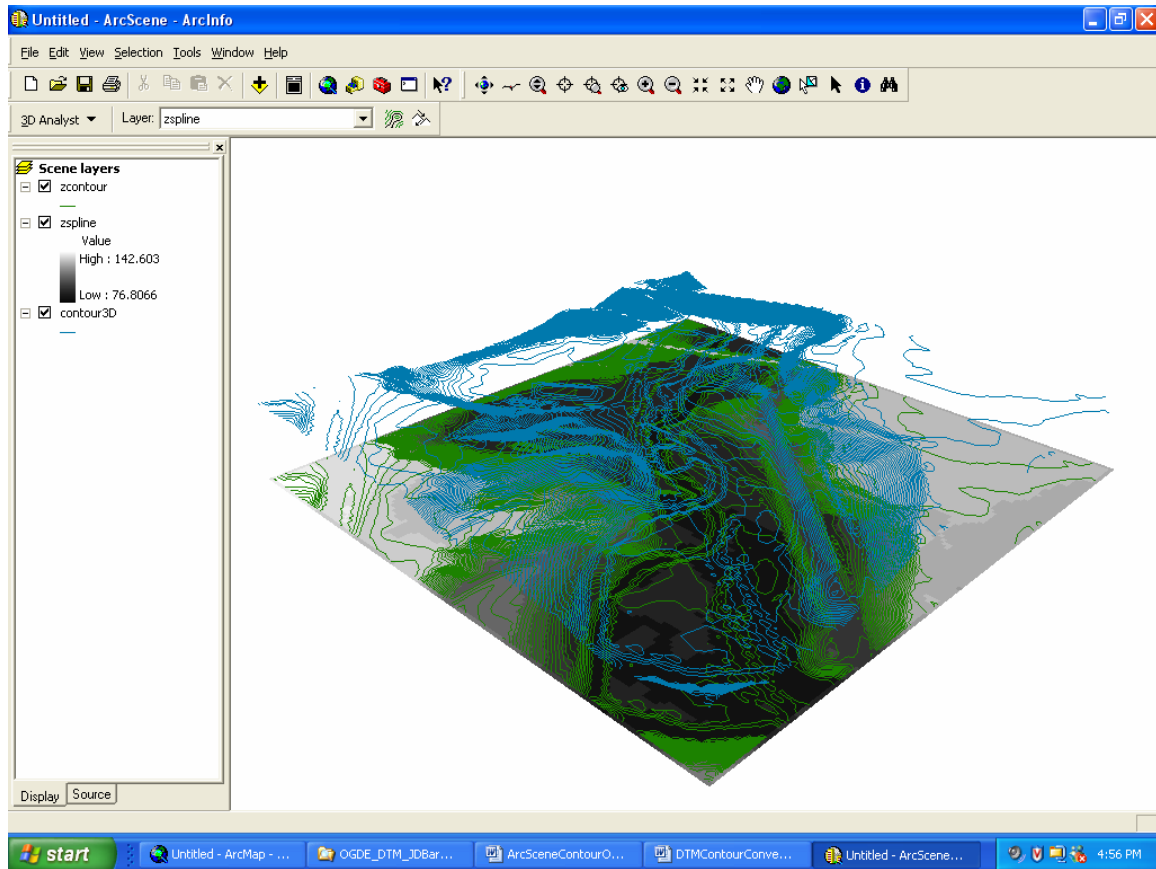 Untitled - ArcScene - ArcInfo
File Edit View Selection Tools Window Help
3D Analyst Layer: zspline
Scene layers
zcontour
zspline
Value
High : 142.603
Low : 76.8066
contour3D
Display Source
start Untitled - ArcMap - ... OGDE_DTM_JDBar... ArcSceneContourO... DTMContourConve... Untitled - ArcScene... 4:56 PM